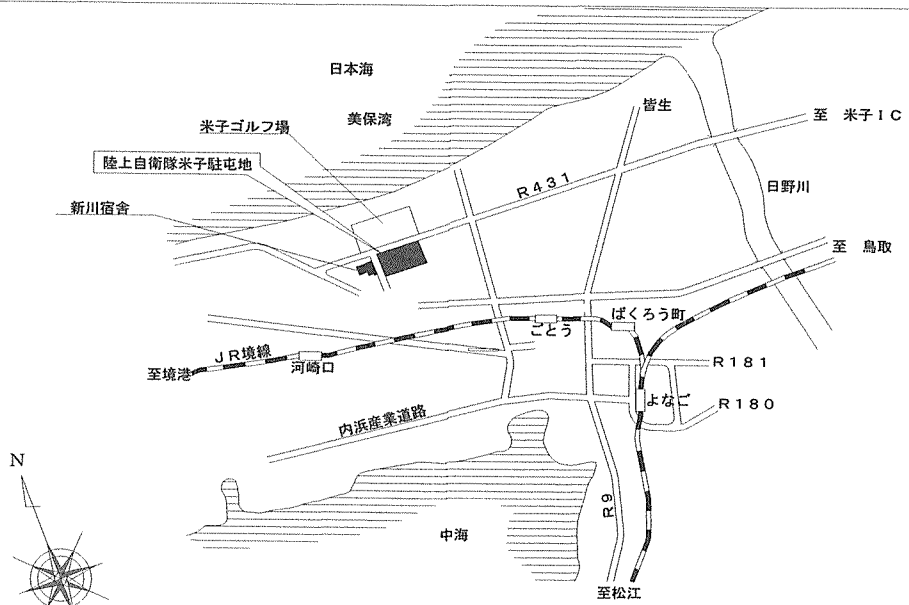 日本海
皆生
至 米子IC
米子ゴルフ場
美保湾
陸上自衛隊米子駐屯地
R431
日野川
新川宿舎
至 鳥取
ばくろう町
ごとう
JR境線
河崎口
至境港
R181
よなご
R180
内浜産業道路
N
R9
中海
至松江